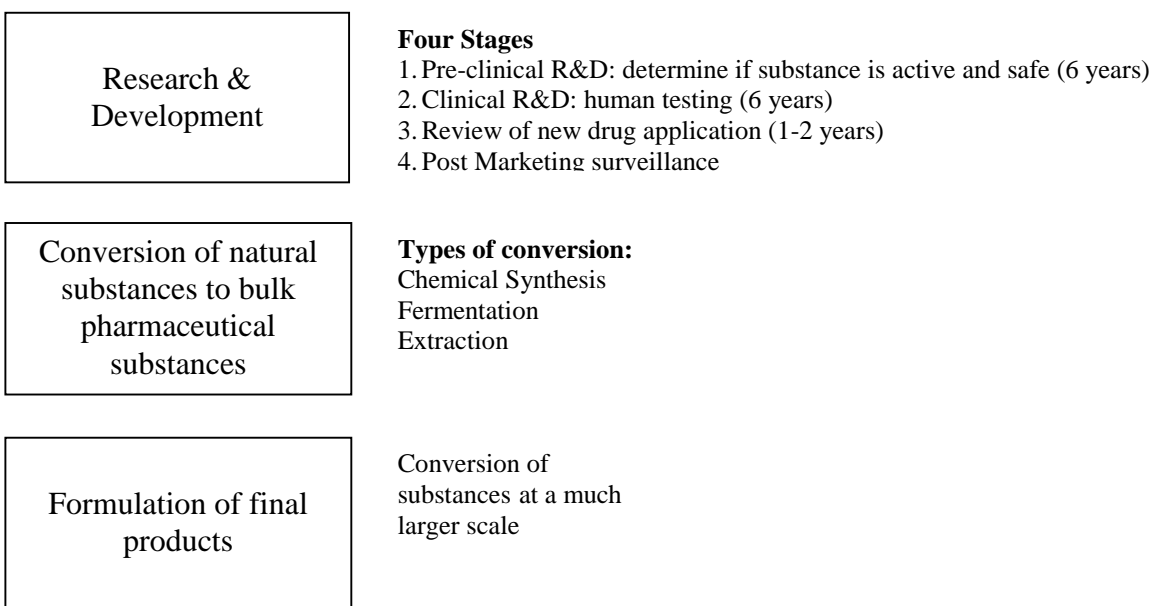 Research &
Development
Four Stages
1. Pre-clinical R&D: determine if substance is active and safe (6 years)
2. Clinical R&D: human testing (6 years)
3. Review of new drug application (1-2 years)
4. Post Marketing surveillance
Conversion of natural
substances to bulk
pharmaceutical
substances
Types of conversion:
Chemical Synthesis
Fermentation
Extraction
Formulation of final
products
Conversion of
substances at a much
larger scale